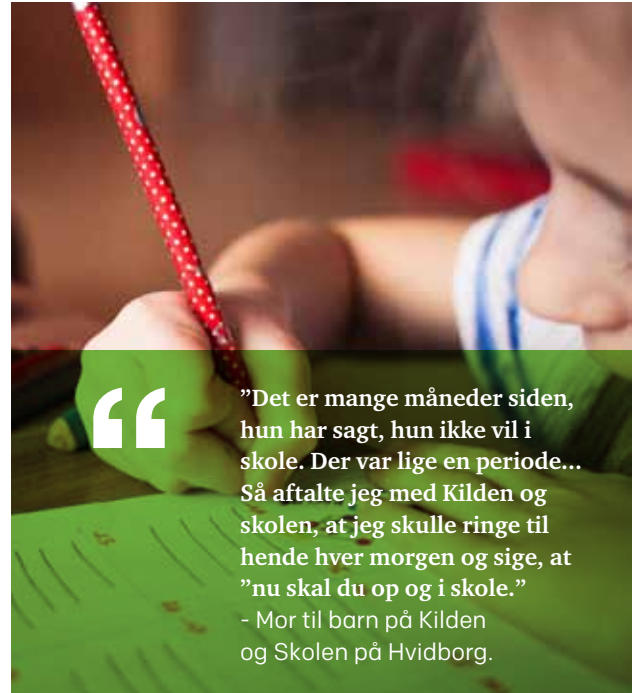 ”Det er mange måneder siden,
hun har sagt, hun ikke vil i
skole. Der var lige en periode...
Så aftalte jeg med Kilden og
skolen, at jeg skulle ringe til
hende hver morgen og sige, at
”nu skal du op og i skole.”
- Mor til barn på Kilden
og Skolen på Hvidborg.